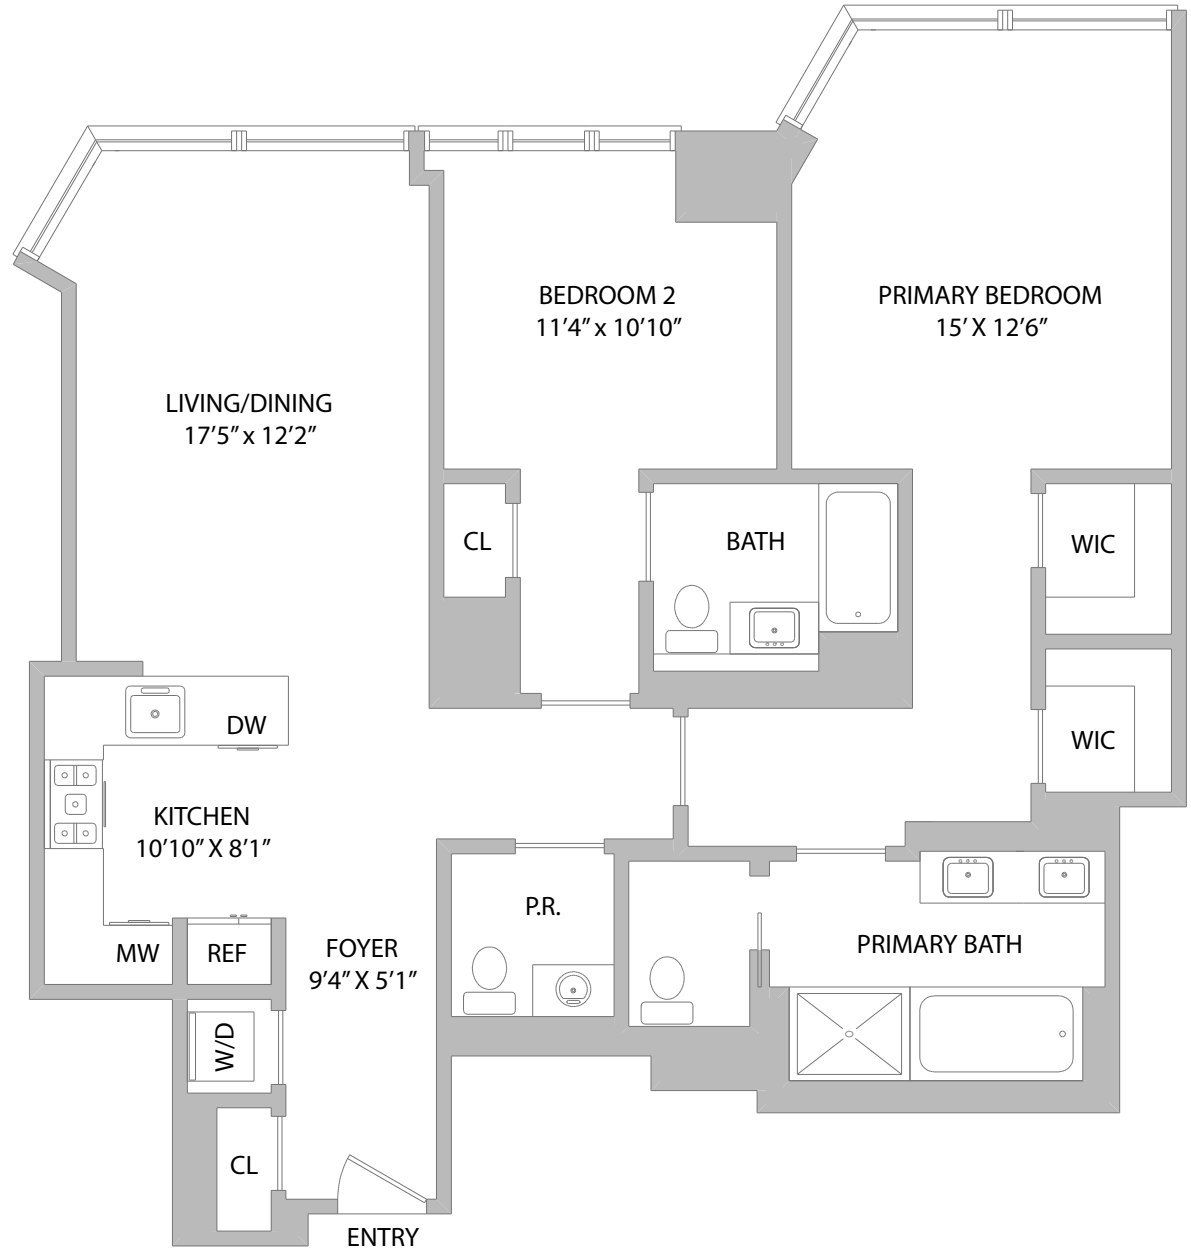 BEDROOM 2
11’4” x 10’10”
PRIMARY BEDROOM
15’ X 12’6”
LIVING/DINING
17’5” x 12’2”
CL
BATH
WIC
DW
WIC
KITCHEN
10’10” X 8’1”
P.R.
MW
REF
FOYER
9’4” X 5’1”
PRIMARY BATH
W/D
CL
ENTRY